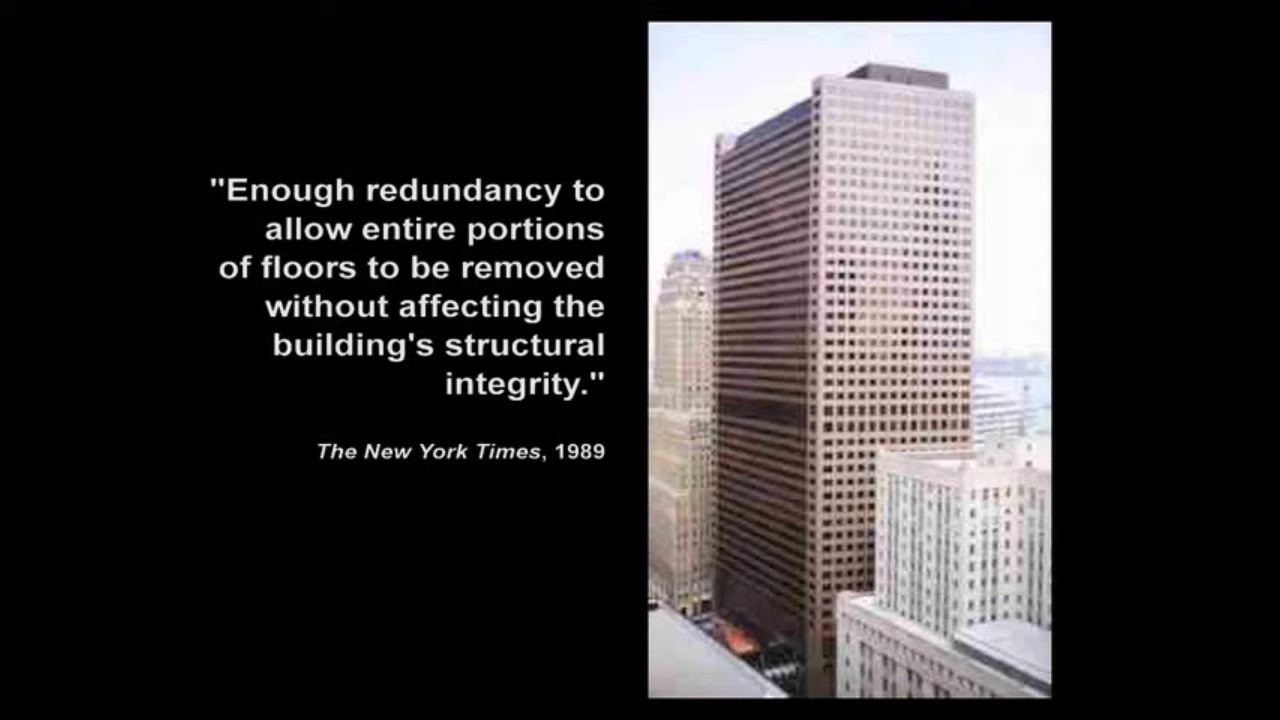 "Enough redundancy to
allow entire portions
of floors to be removed
without affecting the
building's structural
integrity."
The New York Times, 1989